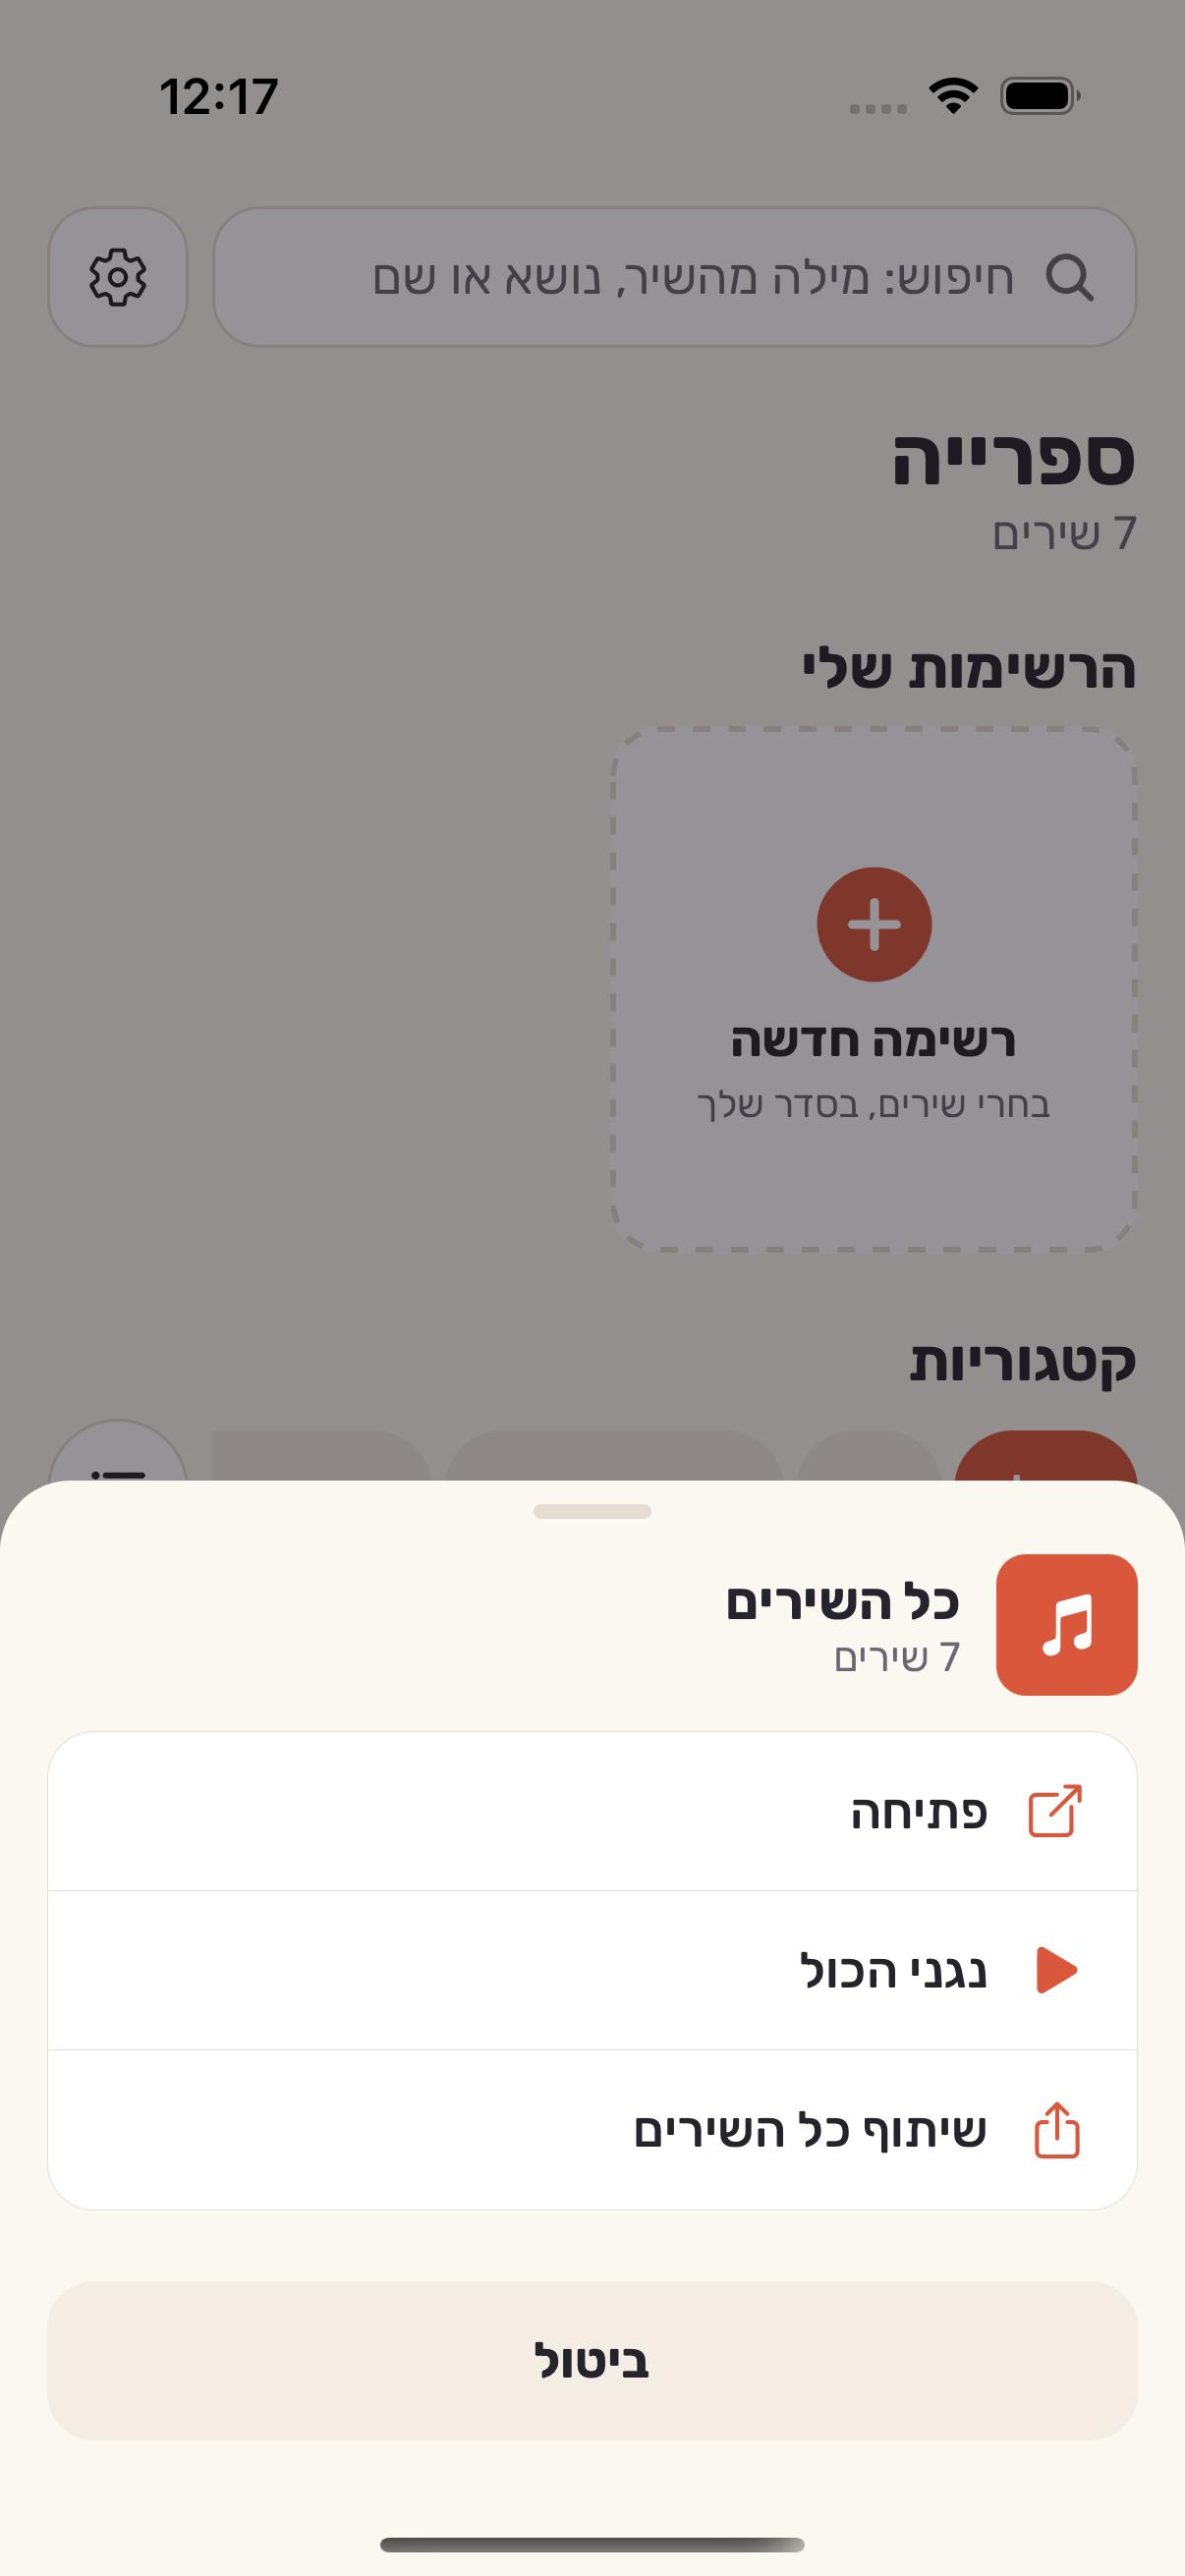 12:17
חיפוש: מילה מהשיר, נושא או שם
ספרייה
7 שירים
הרשימות שלי
רשימה חדשה
בחרי שירים, בסדר שלך
קטגוריות
כל השירים
7 שירים
פתיחה
נגני הכול
שיתוף כל השירים
ביטול